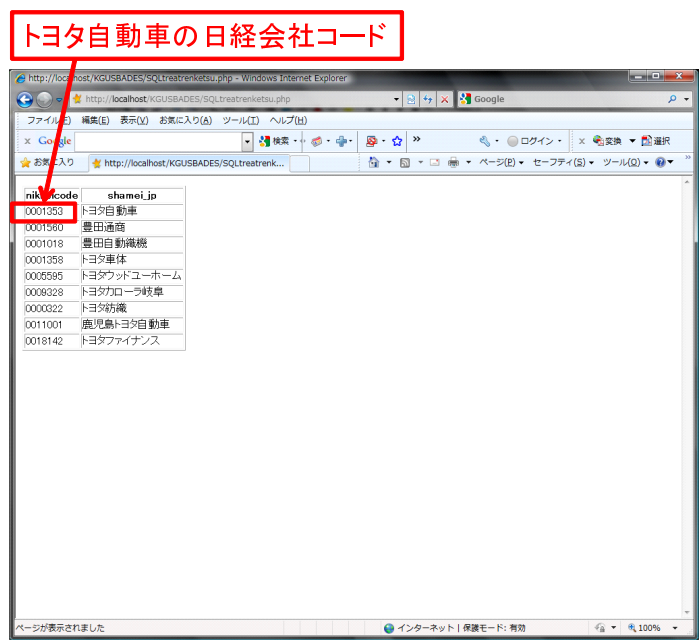 トヨタ自動車の日経会社コード
http://localhost/KGUSBADES/SQLtreatrenketsu.php - Windows Internet Explorer
http://localhost/KGUSBADES/SQLtreatrenketsu.php Google
ファイル(F) 編集(E) 表示(V) お気に入り(A) ツール(T) ヘルプ(H)
x Google 検索 ログイン x 変換 選択
お気に入り http://localhost/KGUSBADES/SQLtreatrenk... ページ(P) セーフティ(S) ツール(O)
shamei_jp
0001353 トヨタ自動車
0001560 豊田通商
0001018 豊田自動織機
0001358 トヨタ車体
0005595 トヨタウッドユーホーム
0009328 トヨタカローラ岐阜
0000322 トヨタ紡織
0011001 鹿児島トヨタ自動車
0018142 トヨタファイナンス
ページが表示されました インターネット | 保護モード: 有効 100%